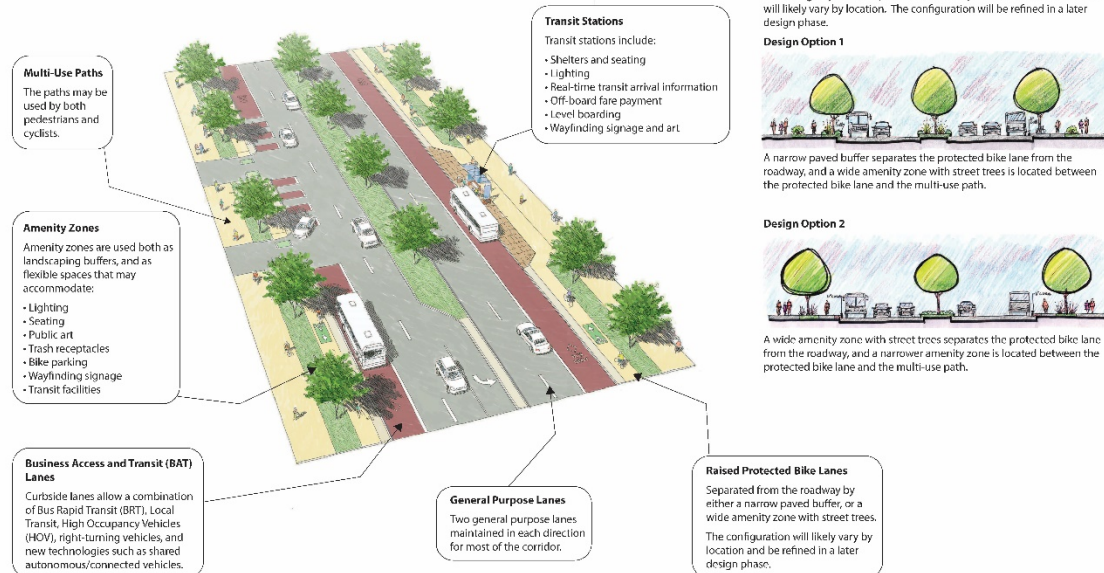 Multi-Use Paths
The paths may be
used by both
pedestrians and
cyclists.
Amenity Zones
Amenity zones are used both as
landscaping buffers, and as
flexible spaces that may
accommodate:
• Lighting
• Seating
• Public art
• Trash receptacles
• Bike parking
• Wayfinding signage
• Transit facilities
Business Access and Transit (BAT)
Lanes
Curbside lanes allow a combination
of Bus Rapid Transit (BRT), Local
Transit, High Occupancy Vehicles
(HOV), right-turning vehicles, and
new technologies such as shared
autonomous/connected vehicles.
Transit Stations
Transit stations include:
• Shelters and seating
• Lighting
• Real-time transit arrival information
• Off-board fare payment
• Level boarding
• Wayfinding signage and art
General Purpose Lanes
Two general purpose lanes
maintained in each direction
for most of the corridor.
Raised Protected Bike Lanes
Separated from the roadway by
either a narrow paved buffer, or a
wide amenity zone with street trees.
The configuration will likely vary by
location and be refined in a later
design phase.
will likely vary by location. The configuration will be refined in a later
design phase.
Design Option 1
A narrow paved buffer separates the protected bike lane from the
roadway, and a wide amenity zone with street trees is located between
the protected bike lane and the multi-use path.
Design Option 2
A wide amenity zone with street trees separates the protected bike lane
from the roadway, and a narrower amenity zone is located between the
protected bike lane and the multi-use path.